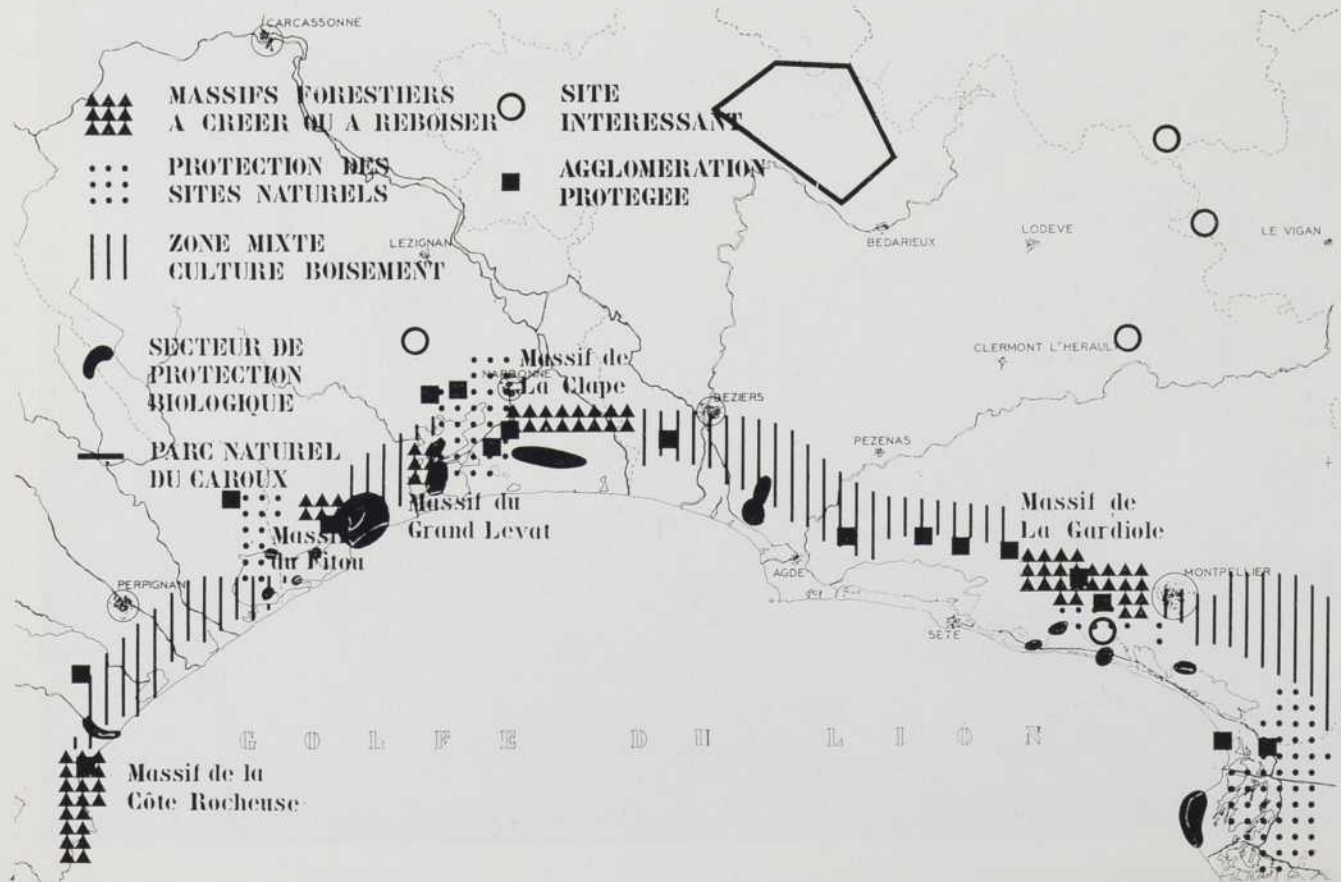 CARCASSONNE
MASSIFS FORESTIERS
A CREER OU A REBOISER
SITE
INTERESSANT
PROTECTION DES
SITES NATURELS
AGGLOMERATION
PROTEGEE
ZONE MIXTE
CULTURE BOISEMENT
SECTEUR DE
PROTECTION
BIOLOGIQUE
PARC NATUREL
DU CAROUX
LEZIGNAN
BEDARIEUX
LODEVE
LE VIGAN
CLERMONT L'HERAULT
Massif de
La Clape
NARBONNE
BEZIERS
PEZENAS
Massif du
Grand Levat
Massif
du Fitou
Massif de
La Gardiole
PERPIGNAN
AGDE
SETE
MONTPELLIER
GOLFE DU LION
Massif de la
Côte Rocheuse